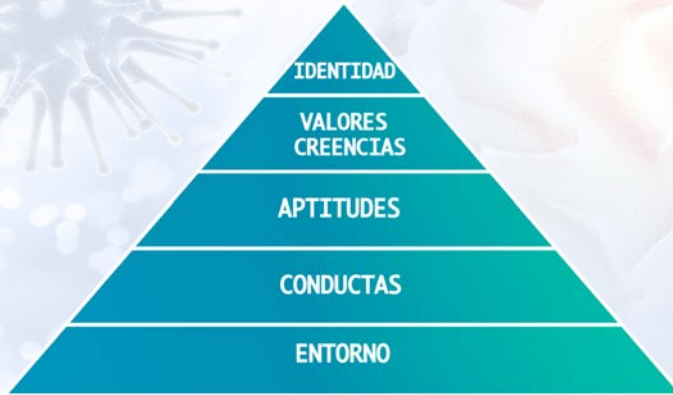 IDENTIDAD
VALORES
CREENCIAS
APTITUDES
CONDUCTAS
ENTORNO